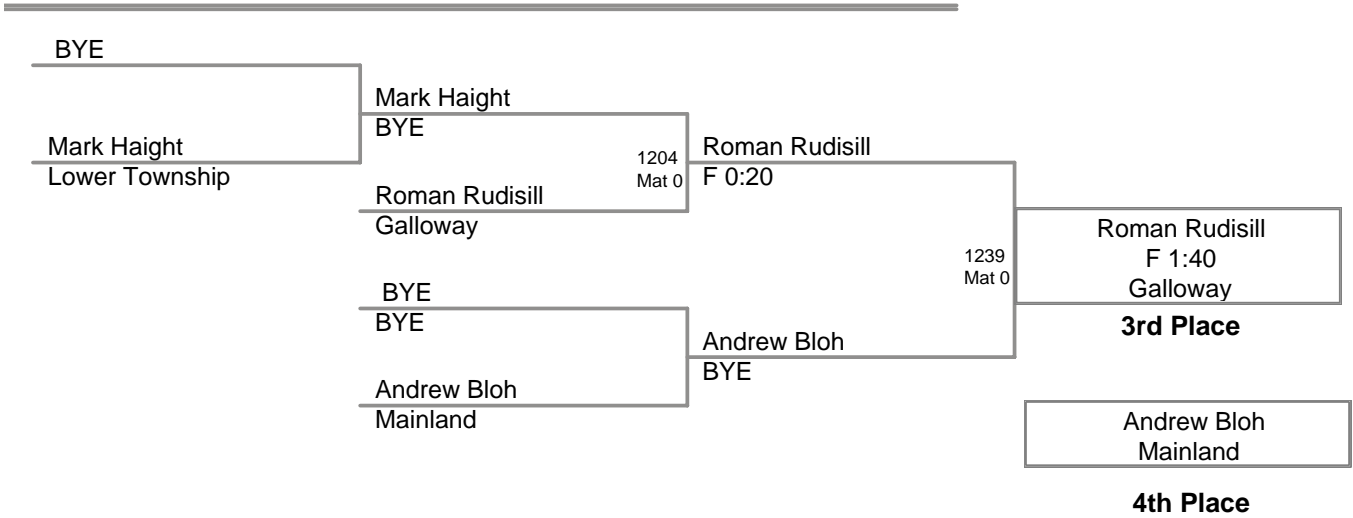 BYE
Mark Haight
Lower Township
Mark Haight
BYE
Roman Rudisill
Galloway
1204
Mat 0
BYE
BYE
Andrew Bloh
Mainland
Roman Rudisill
F 0:20
Andrew Bloh
BYE
1239
Mat 0
Roman Rudisill
F 1:40
Galloway
3rd Place
Andrew Bloh
Mainland
4th Place